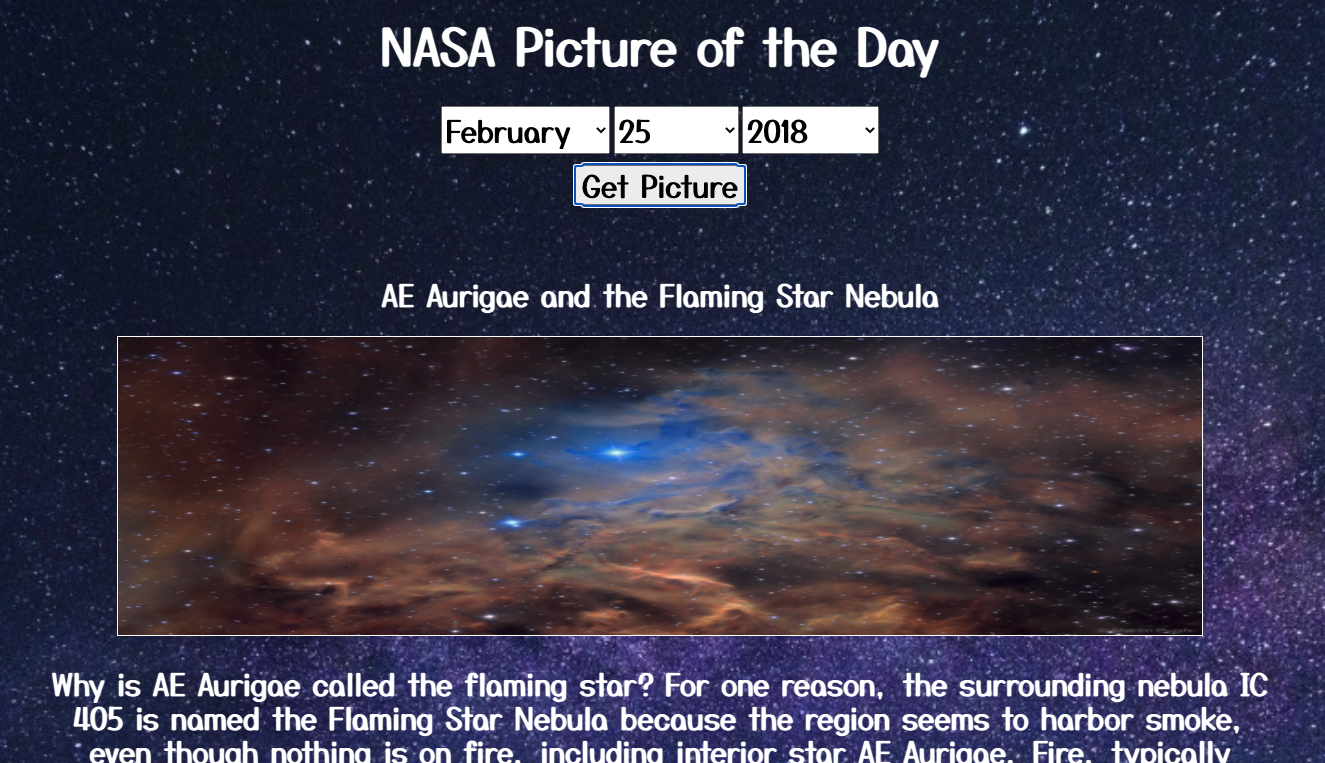 NASA Picture of the Day
February 25 2018
Get Picture
AE Aurigae and the Flaming Star Nebula
Why is AE Aurigae called the flaming star? For one reason, the surrounding nebula IC
405 is named the Flaming Star Nebula because the region seems to harbor smoke,
even though nothing is on fire, including interior star AE Aurigae. Fire, typically